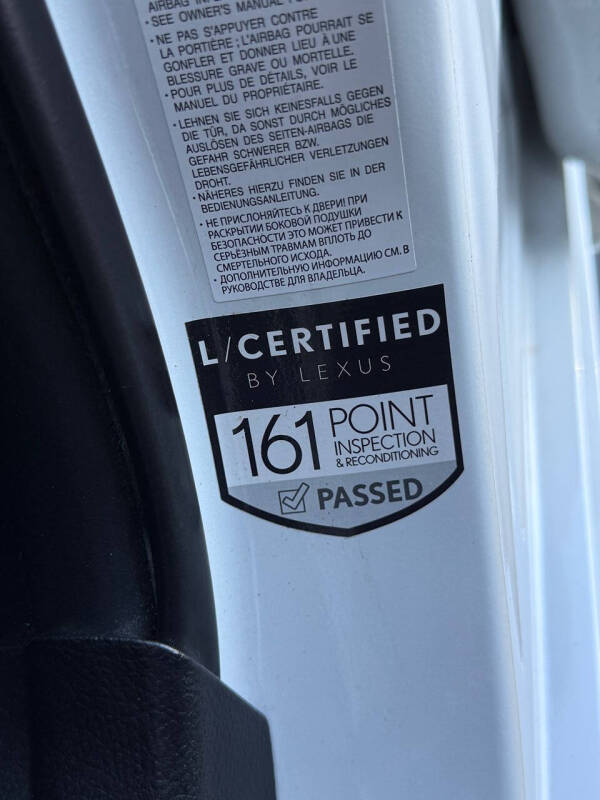 AIRBAG
• SEE OWNER'S MANUAL
• NE PAS S'APPUYER CONTRE
LA PORTIÈRE ; L'AIRBAG POURRAIT SE
GONFLER ET DONNER LIEU À UNE
BLESSURE GRAVE OU MORTELLE.
• POUR PLUS DE DÉTAILS, VOIR LE
MANUEL DU PROPRIÉTAIRE.
• LEHNEN SIE SICH KEINESFALLS GEGEN
DIE TÜR, DA SONST DURCH MÖGLICHES
AUSLÖSEN DES SEITEN-AIRBAGS DIE
GEFAHR SCHWERER BZW.
LEBENSGEFÄHRLICHER VERLETZUNGEN
DROHT.
• NÄHERES HIERZU FINDEN SIE IN DER
BEDIENUNGSANLEITUNG.
• НЕ ПРИСЛОНЯЙТЕСЬ К ДВЕРИ! ПРИ
РАСКРЫТИИ БОКОВОЙ ПОДУШКИ
БЕЗОПАСНОСТИ ЭТО МОЖЕТ ПРИВЕСТИ К
СЕРЬЁЗНЫМ ТРАВМАМ ВПЛОТЬ ДО
СМЕРТЕЛЬНОГО ИСХОДА.
• ДОПОЛНИТЕЛЬНУЮ ИНФОРМАЦИЮ СМ. В
РУКОВОДСТВЕ ДЛЯ ВЛАДЕЛЬЦА.
L/CERTIFIED
BY LEXUS
161 POINT
INSPECTION
& RECONDITIONING
PASSED